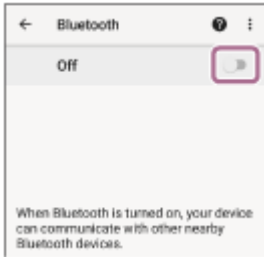 Bluetooth
Off
When Bluetooth is turned on, your device
can communicate with other nearby
Bluetooth devices.